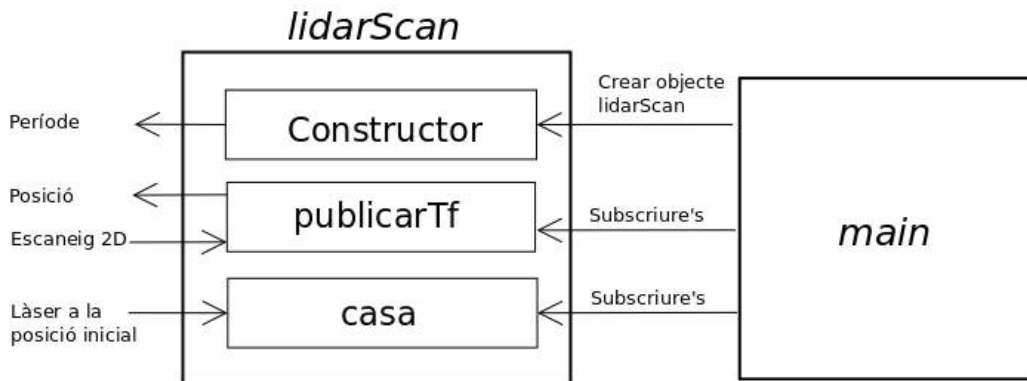 lidarScan
Període
Constructor
Crear objecte
lidarScan
Posició
Escaneig 2D
publicarTf
Subscriure's
main
Làser a la
posició inicial
casa
Subscriure's